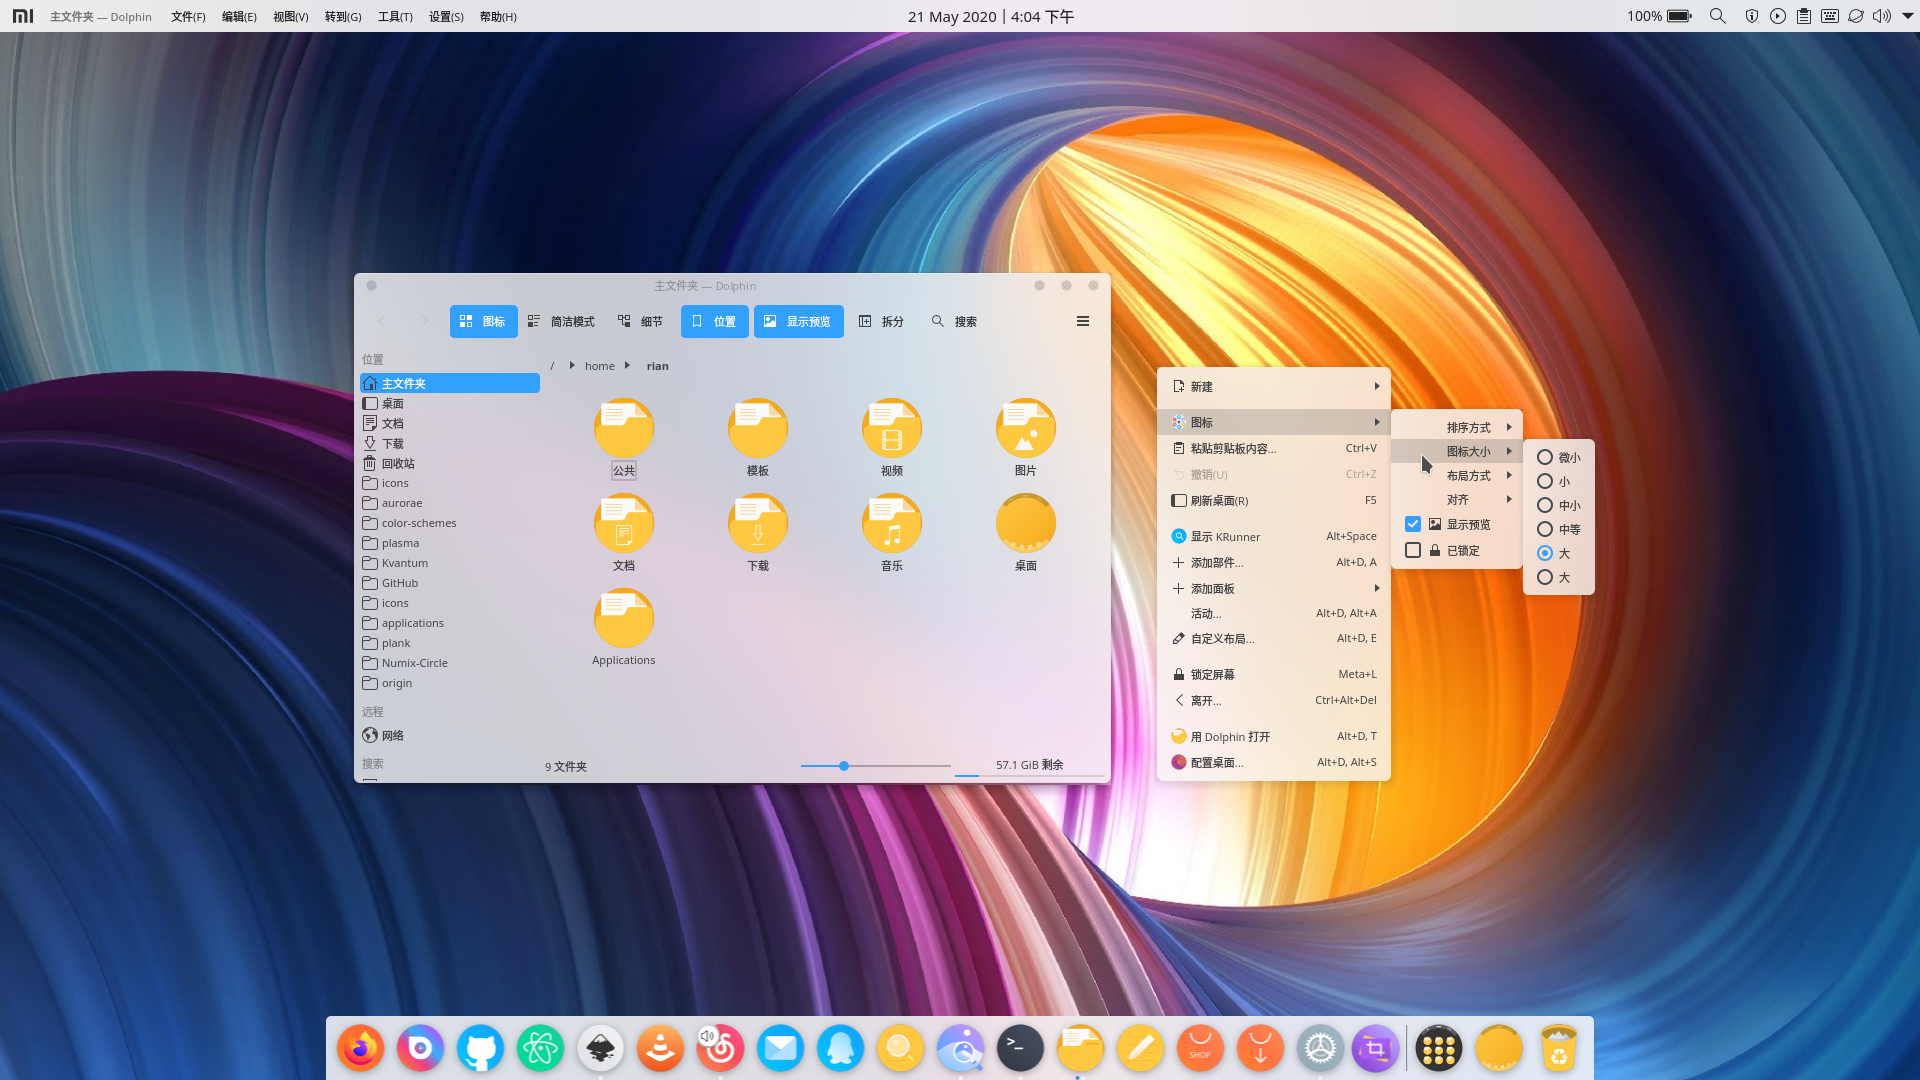 主文件夹 — Dolphin 文件(F) 编辑(E) 视图(V) 转到(G) 工具(T) 设置(S) 帮助(H)
21 May 2020 | 4:04 下午
100%
主文件夹 — Dolphin
图标 简洁模式 细节 位置 显示预览 拆分 搜索
位置
主文件夹
桌面
文档
下载
回收站
icons
aurorae
color-schemes
plasma
Kvantum
GitHub
icons
applications
plank
Numix-Circle
origin
远程
网络
搜索
/ home rian
公共 模板 视频 图片
文档 下载 音乐 桌面
Applications
9 文件夹
57.1 GiB 剩余
新建
图标
粘贴剪贴板内容... Ctrl+V
撤销(U) Ctrl+Z
刷新桌面(R) F5
显示 KRunner Alt+Space
添加部件... Alt+D, A
添加面板
活动... Alt+D, Alt+A
自定义布局... Alt+D, E
锁定屏幕 Meta+L
离开... Ctrl+Alt+Del
用 Dolphin 打开 Alt+D, T
配置桌面... Alt+D, Alt+S
排序方式
图标大小
布局方式
对齐
显示预览
已锁定
微小
小
中小
中等
大
大
SHOP